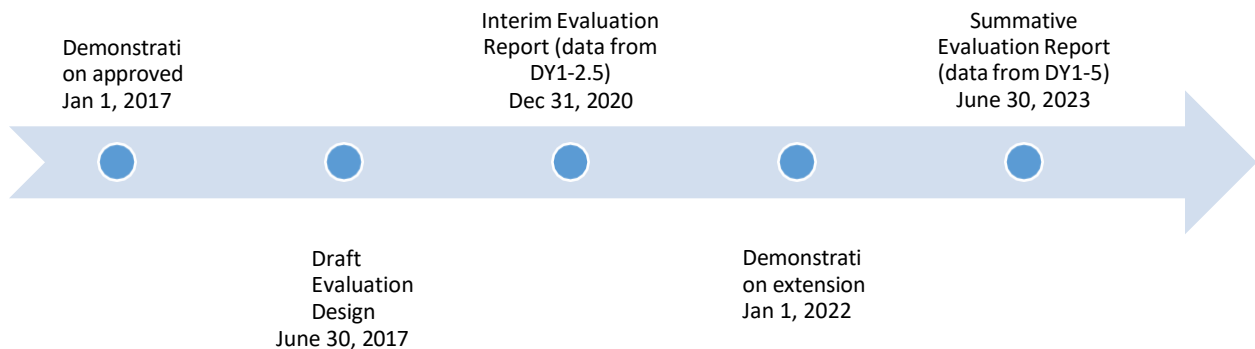 Demonstrati
on approved
Jan 1, 2017
Draft
Evaluation
Design
June 30, 2017
Interim Evaluation
Report (data from
DY1-2.5)
Dec 31, 2020
Demonstrati
on extension
Jan 1, 2022
Summative
Evaluation Report
(data from DY1-5)
June 30, 2023